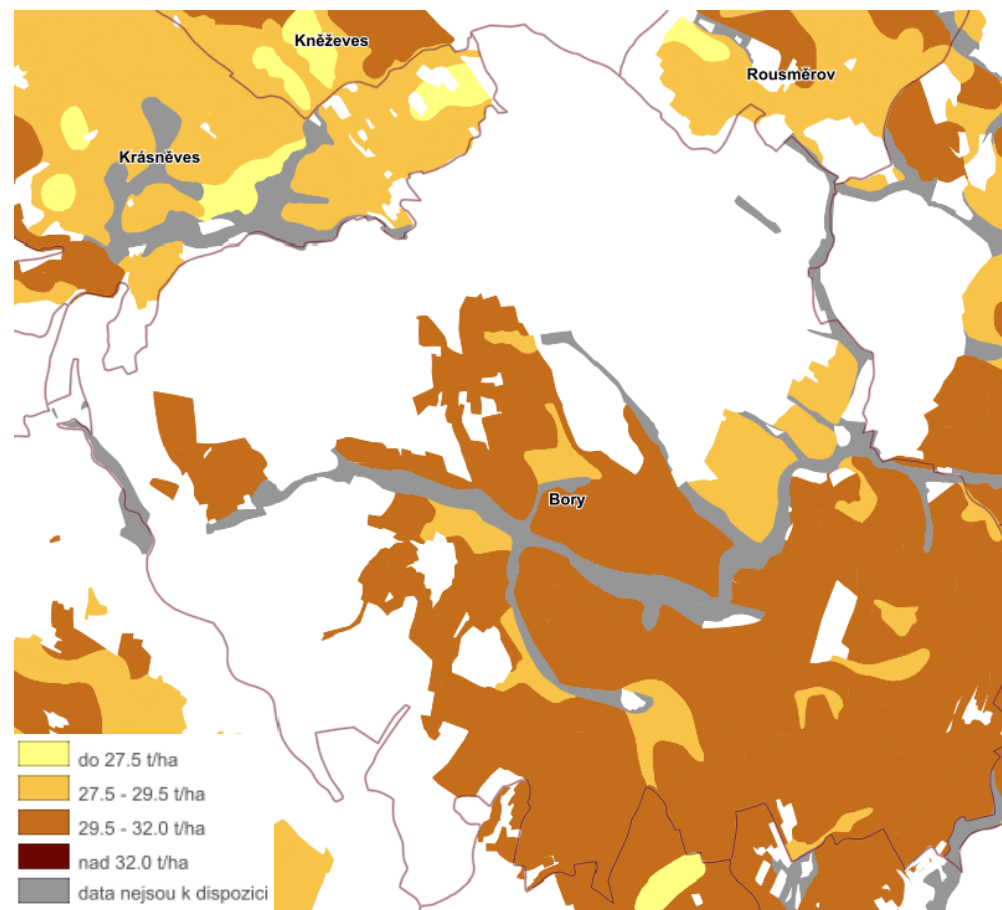 Kněževes
Rousměrov
Krásněves
Bory
do 27.5 t/ha
27.5 - 29.5 t/ha
29.5 - 32.0 t/ha
nad 32.0 t/ha
data nejsou k dispozici